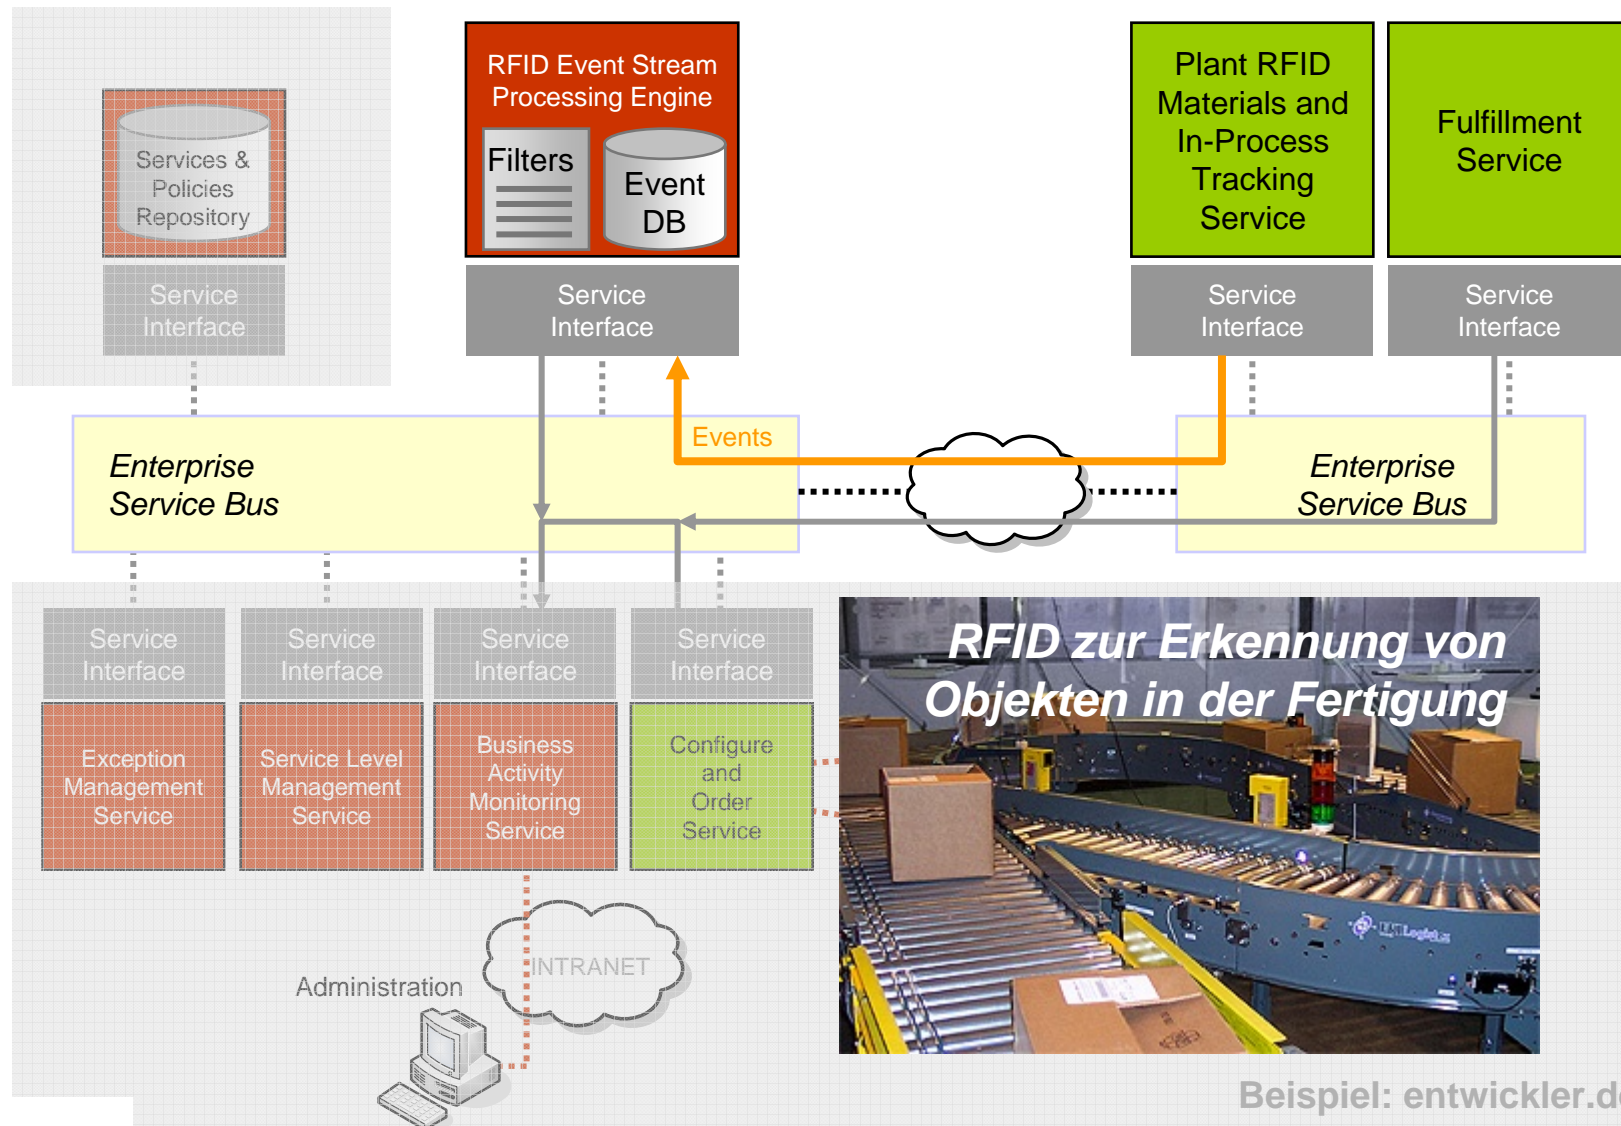 RFID Event Stream
Processing Engine
Filters
Event
DB
Plant RFID
Materials and
In-Process
Tracking
Service
Fulfillment
Service
Services &
Policies
Repository
Service
Interface
Service
Interface
Service
Interface
Service
Interface
Events
Enterprise
Service Bus
Enterprise
Service Bus
Service
Interface
Service
Interface
Service
Interface
Service
Interface
Exception
Management
Service
Service Level
Management
Service
Business
Activity
Monitoring
Service
Configure
and
Order
Service
RFID zur Erkennung von
Objekten in der Fertigung
INTRANET
Administration
Beispiel: entwickler.de